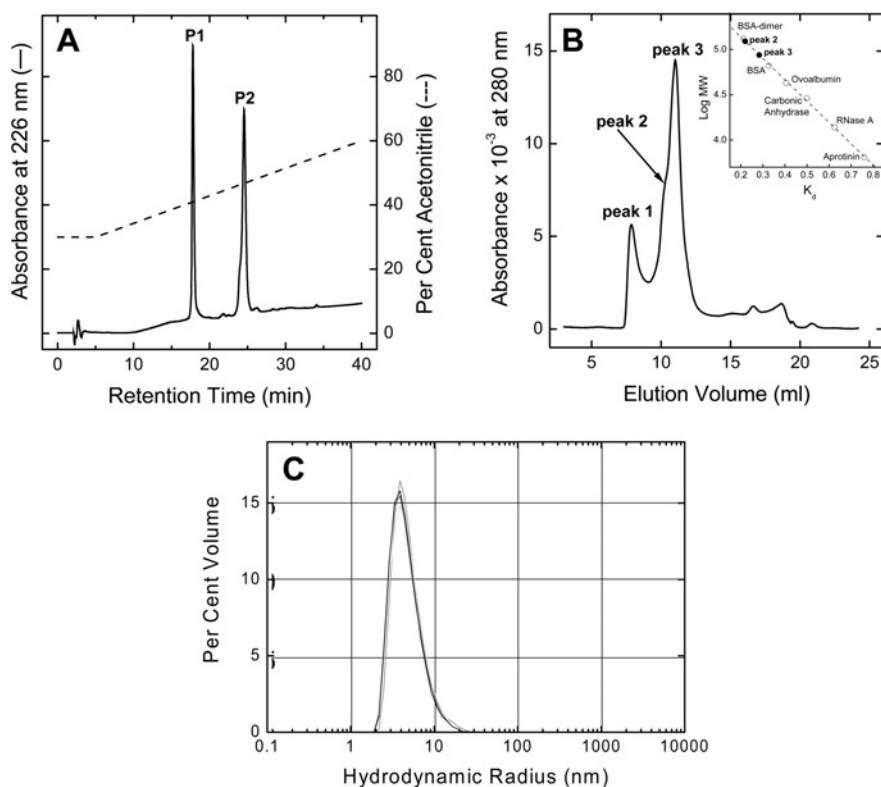 A
P1
P2
Absorbance at 226 nm (—)
Per Cent Acetonitrile (---)
80
60
40
20
0
0 10 20 30 40
Retention Time (min)
B
peak 1
peak 2
peak 3
Absorbance x 10⁻³ at 280 nm
15
10
5
0
5 10 15 20 25
Elution Volume (ml)
BSA-dimer
peak 2
peak 3
BSA
Ovoalbumin
Carbonic
Anhydrase
RNase A
Aprotinin
Log MW
5.0
4.5
4.0
0.2 0.3 0.4 0.5 0.6 0.7 0.8
K_d
C
Per Cent Volume
15
10
5
0
0.1 1 10 100 1000 10000
Hydrodynamic Radius (nm)